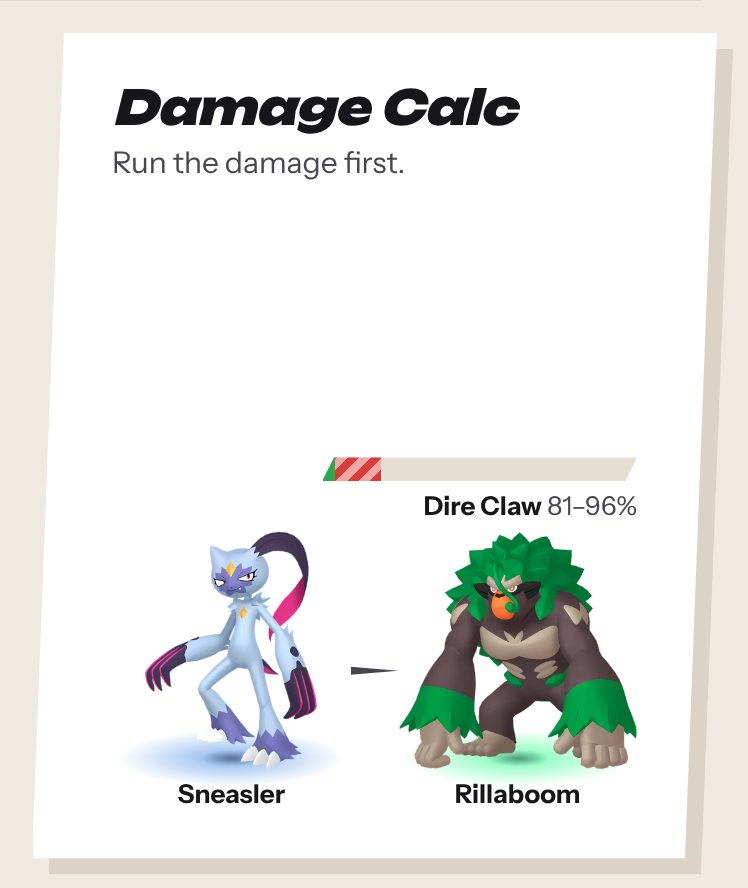 Damage Calc
Run the damage first.
Dire Claw 81–96%
Sneasler
Rillaboom